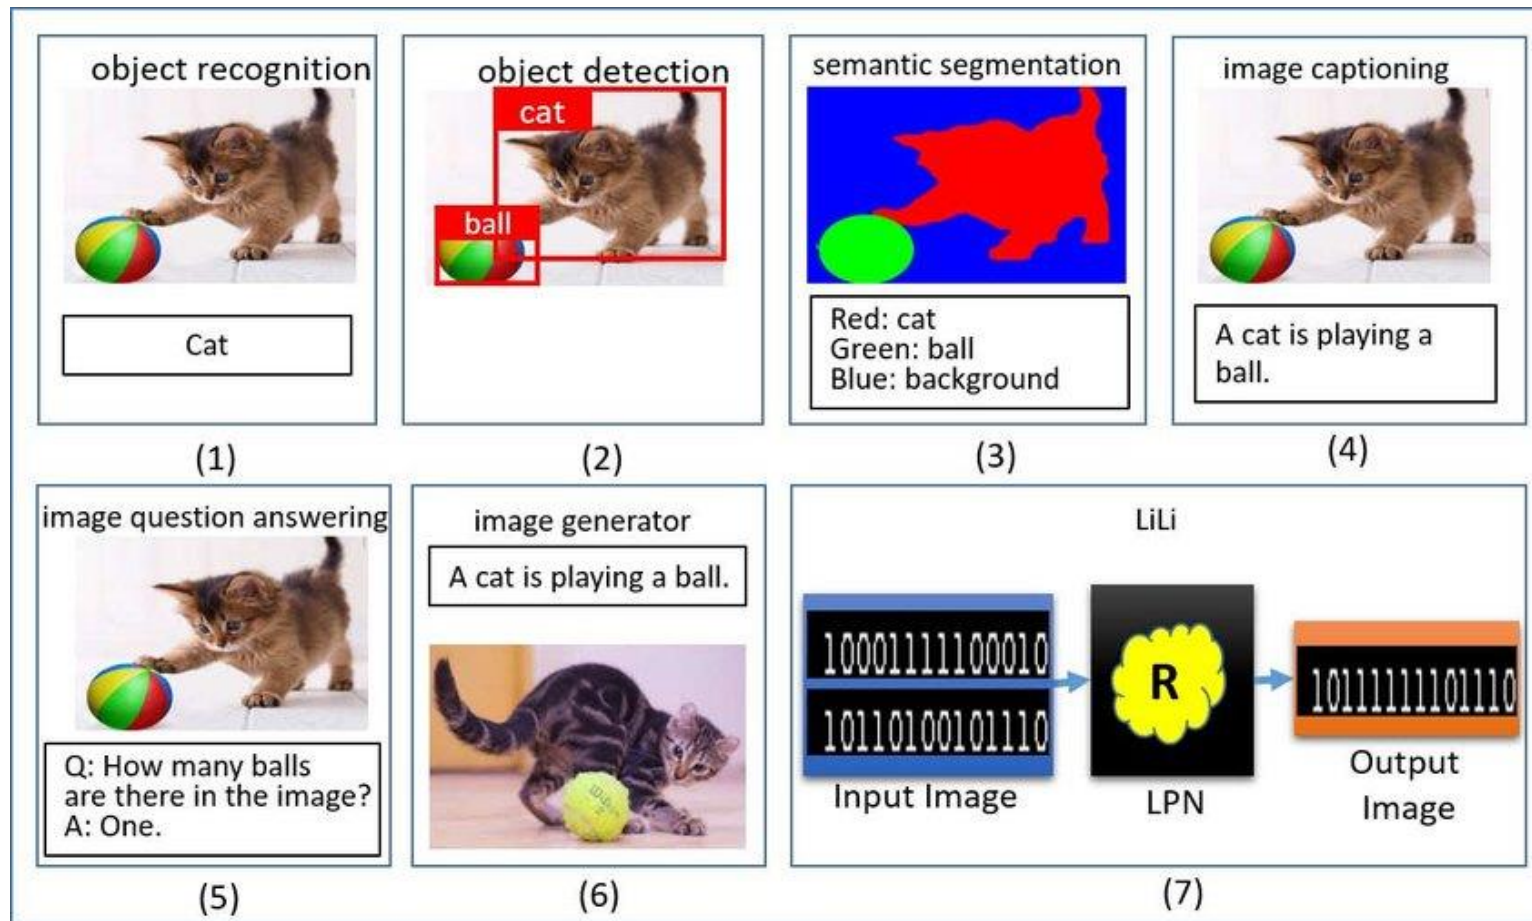 object recognition
Cat
(1)
object detection
cat
ball
(2)
semantic segmentation
Red: cat
Green: ball
Blue: background
(3)
image captioning
A cat is playing a
ball.
(4)
image question answering
Q: How many balls
are there in the image?
A: One.
(5)
image generator
A cat is playing a ball.
(6)
LiLi
10001111100010
10110100101110
Input Image
R
LPN
10111111101110
Output
Image
(7)